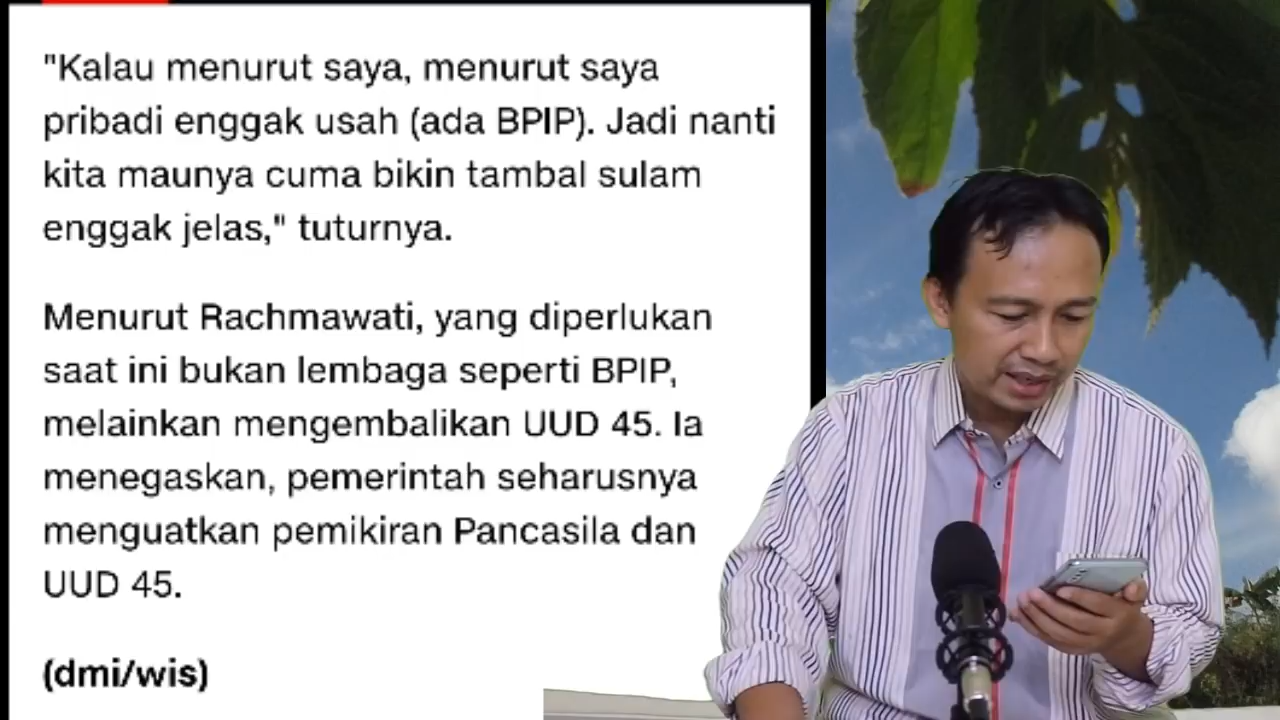 "Kalau menurut saya, menurut saya
pribadi enggak usah (ada BPIP). Jadi nanti
kita maunya cuma bikin tambal sulam
enggak jelas," tuturnya.
Menurut Rachmawati, yang diperlukan
saat ini bukan lembaga seperti BPIP,
melainkan mengembalikan UUD 45. Ia
menegaskan, pemerintah seharusnya
menguatkan pemikiran Pancasila dan
UUD 45.
(dmi/wis)